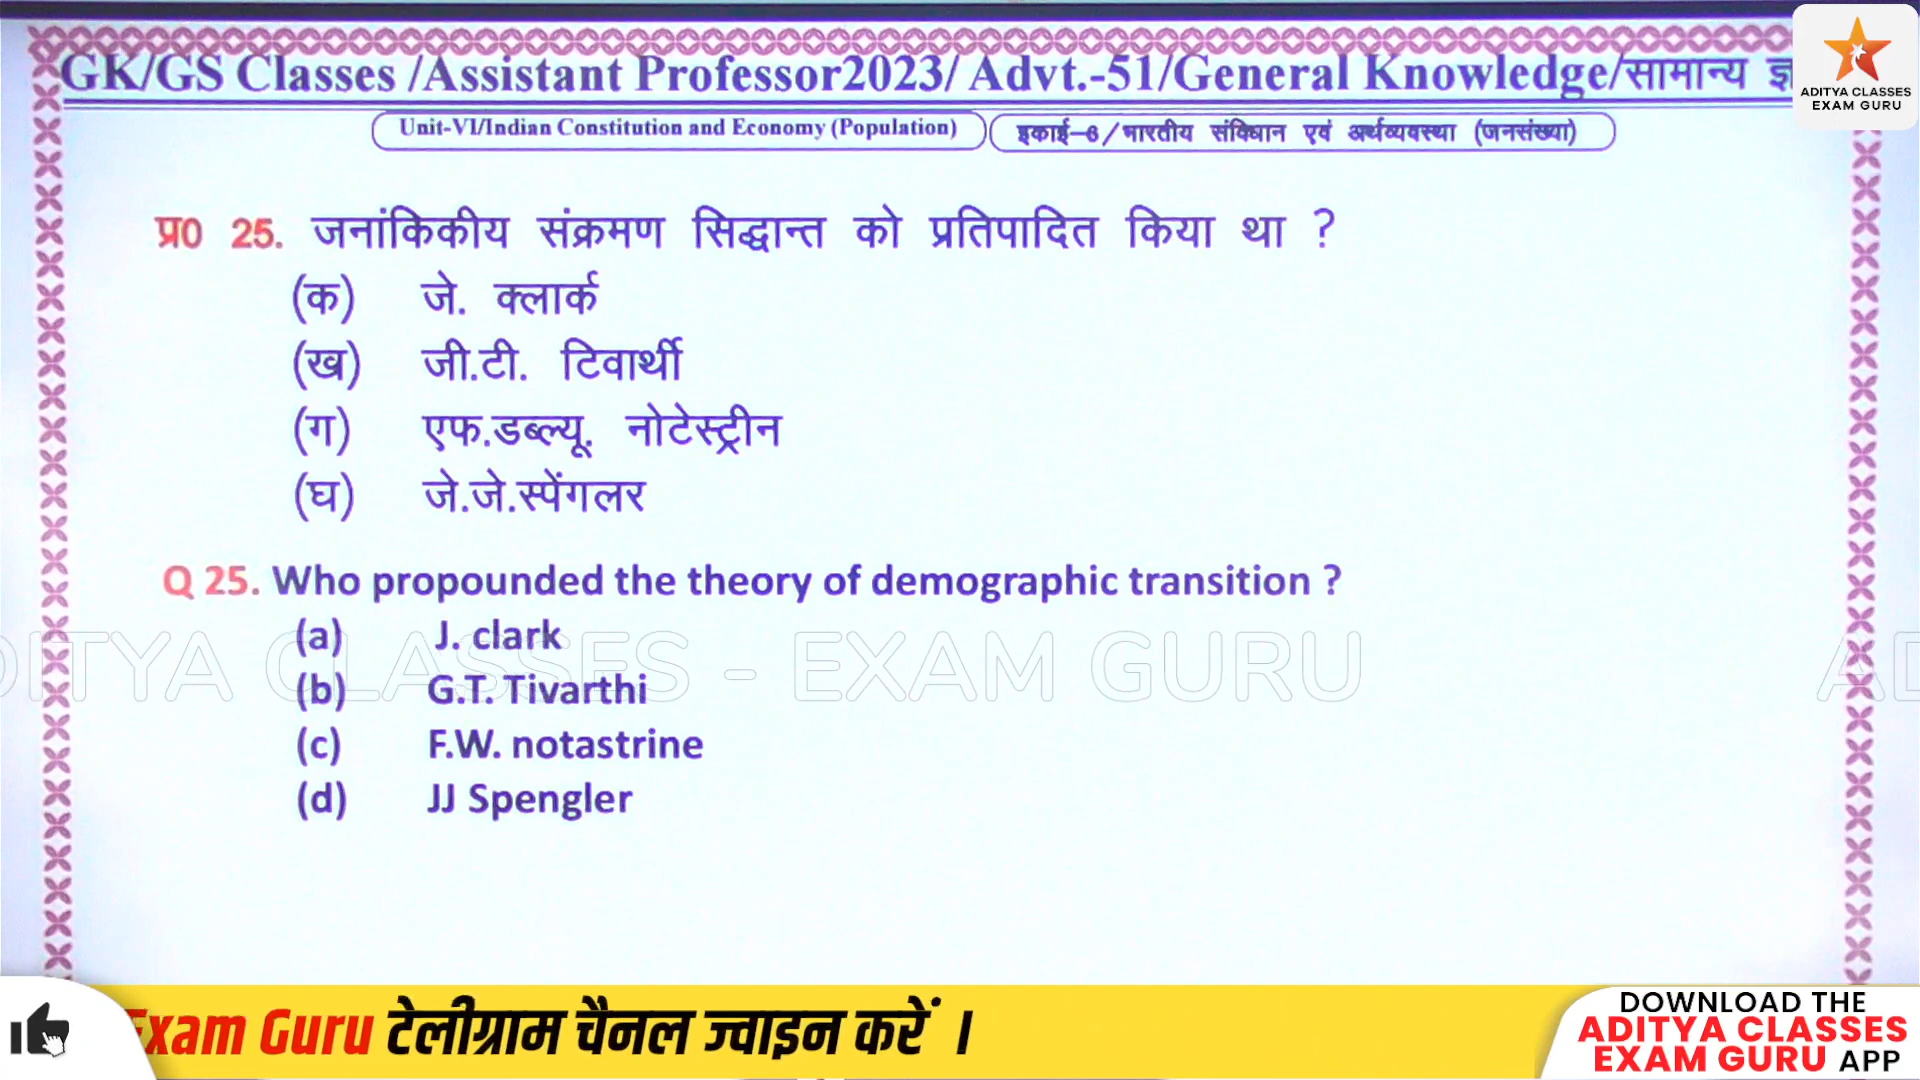 GK/GS Classes /Assistant Professor2023/ Advt.-51/General Knowledge/सामान्य
ADITYA CLASSES
EXAM GURU
Unit-VI/Indian Constitution and Economy (Population)
इकाई–6/भारतीय संविधान एवं अर्थव्यवस्था (जनसंख्या)
प्र0 25. जनांकिकीय संक्रमण सिद्धान्त को प्रतिपादित किया था ?
(क) जे. क्लार्क
(ख) जी.टी. टिवार्थी
(ग) एफ.डब्ल्यू. नोटेस्ट्रीन
(घ) जे.जे.स्पेंगलर
Q 25. Who propounded the theory of demographic transition ?
(a) J. clark
(b) G.T. Tivarthi
(c) F.W. notastrine
(d) JJ Spengler
ADITYA CLASSES - EXAM GURU
Exam Guru टेलीग्राम चैनल ज्वाइन करें ।
DOWNLOAD THE
ADITYA CLASSES
EXAM GURU APP